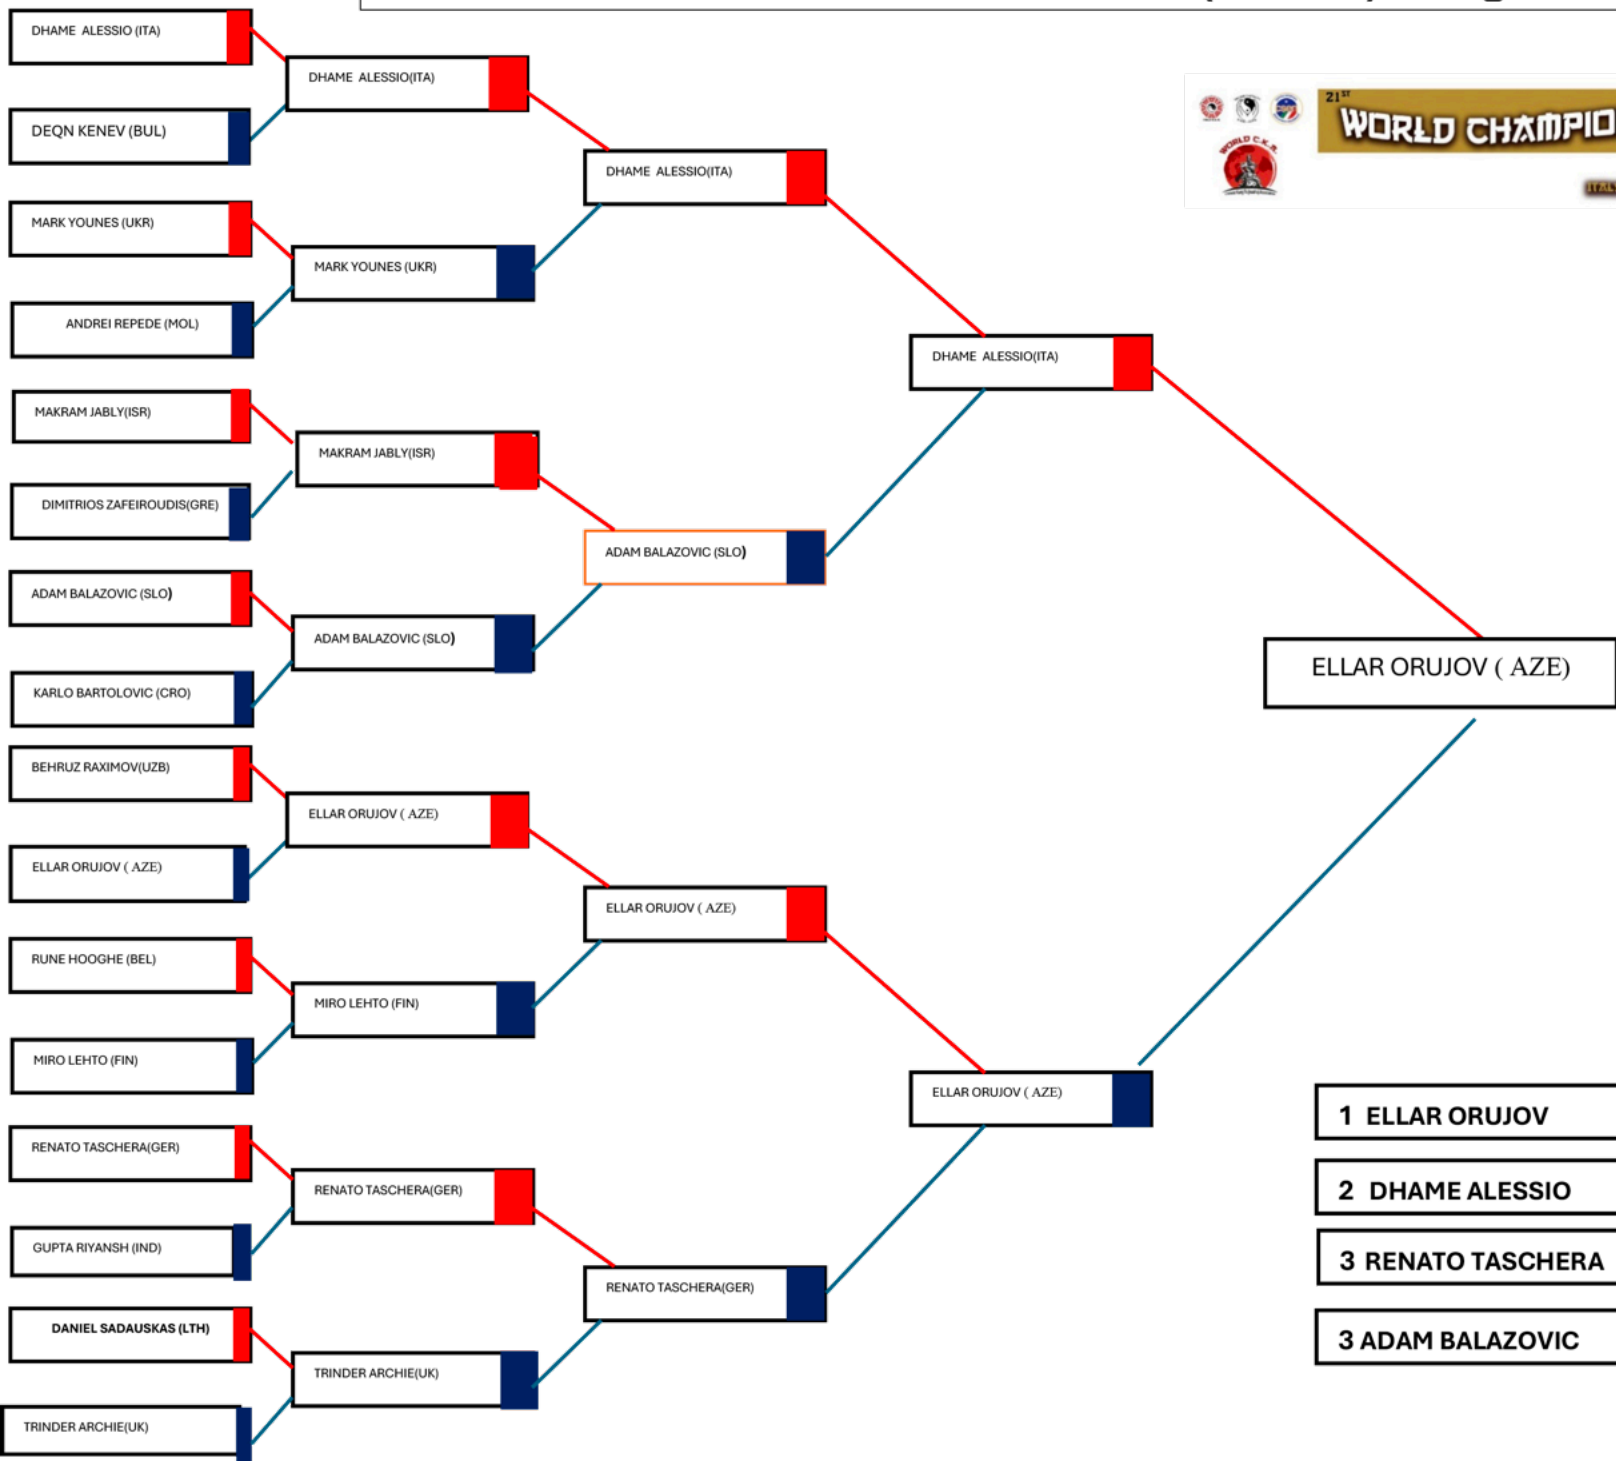 DHAME ALESSIO (ITA)
DEQN KENEV (BUL)
MARK YOUNES (UKR)
ANDREI REPEDE (MOL)
MAKRAM JABLY(ISR)
DIMITRIOS ZAFEIROUDIS(GRE)
ADAM BALAZOVIC (SLO)
KARLO BARTOLOVIC (CRO)
BEHRUZ RAXIMOV(UZB)
ELLAR ORUJOV ( AZE)
RUNE HOOGHE (BEL)
MIRO LEHTO (FIN)
RENATO TASCHERA(GER)
GUPTA RIYANSH (IND)
DANIEL SADAUSKAS (LTH)
TRINDER ARCHIE(UK)
DHAME ALESSIO(ITA)
MARK YOUNES (UKR)
MAKRAM JABLY(ISR)
ADAM BALAZOVIC (SLO)
ELLAR ORUJOV ( AZE)
MIRO LEHTO (FIN)
RENATO TASCHERA(GER)
TRINDER ARCHIE(UK)
DHAME ALESSIO(ITA)
ADAM BALAZOVIC (SLO)
ELLAR ORUJOV ( AZE)
RENATO TASCHERA(GER)
DHAME ALESSIO(ITA)
ELLAR ORUJOV ( AZE)
ELLAR ORUJOV ( AZE)
21ST
WORLD CHAMPIO
WORLD C.K.R.
ITAL
1 ELLAR ORUJOV
2 DHAME ALESSIO
3 RENATO TASCHERA
3 ADAM BALAZOVIC